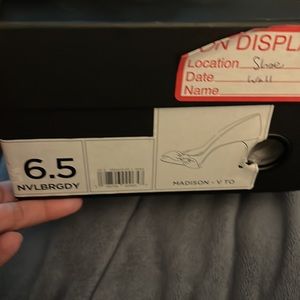 ON DISPLA
Location Shoe
Date Wall
Name
6.5
NVLBRGDY
MADISON - V TO